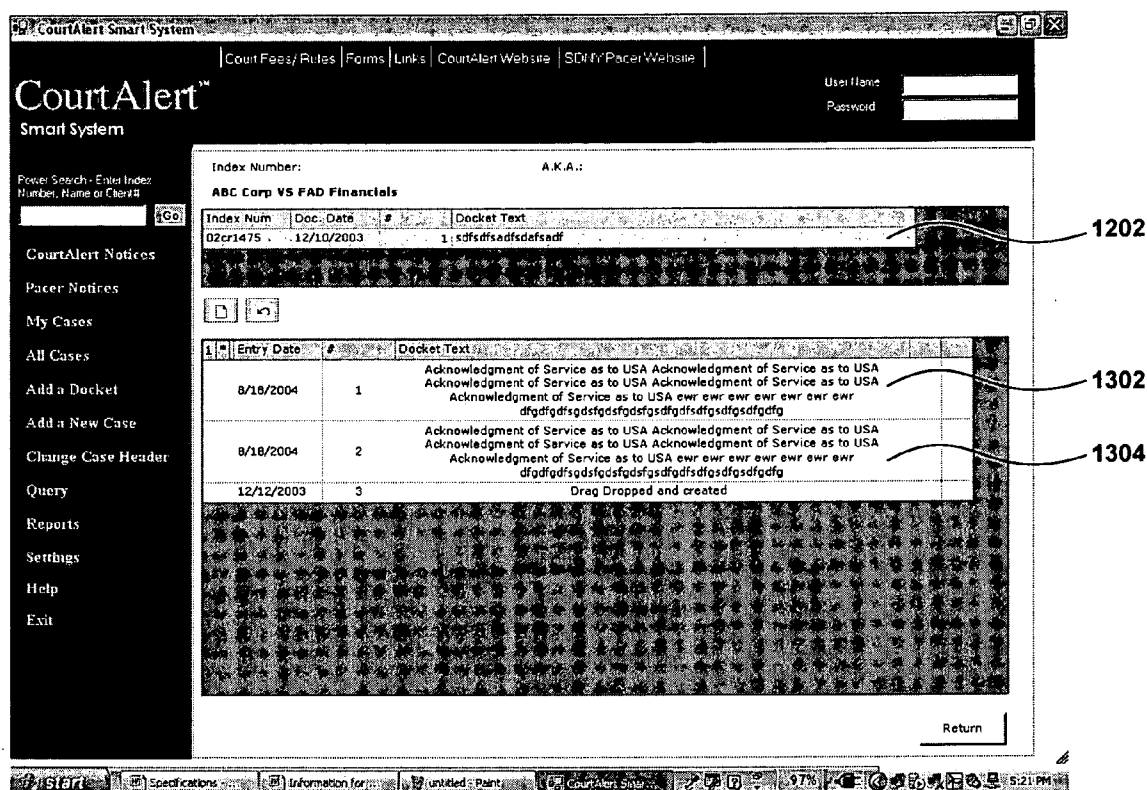 CourtAlert Smart System
Court Fees/ Rules Forms Links CourtAlert Website SDNY Pacer Website
CourtAlert™
Smart System
User Name
Password
Power Search - Enter Index
Number, Name or Client#
Go
CourtAlert Notices
Pacer Notices
My Cases
All Cases
Add a Docket
Add a New Case
Change Case Header
Query
Reports
Settings
Help
Exit
Index Number: A.K.A.:
ABC Corp VS FAD Financials
Index Num Doc. Date # Docket Text
02cr1475 12/10/2003 1 sdfsdfsadfsdafsadf
1202
1 * Entry Date # Docket Text
8/18/2004 1 Acknowledgment of Service as to USA Acknowledgment of Service as to USA
Acknowledgment of Service as to USA Acknowledgment of Service as to USA
Acknowledgment of Service as to USA ewr ewr ewr ewr ewr ewr ewr
dfgdfgdfsgdsfgdsfgdsfgsdfgdfsdfgsdfgsdfgdfg
1302
8/18/2004 2 Acknowledgment of Service as to USA Acknowledgment of Service as to USA
Acknowledgment of Service as to USA Acknowledgment of Service as to USA
Acknowledgment of Service as to USA ewr ewr ewr ewr ewr ewr ewr
dfgdfgdfsgdsfgdsfgdsfgsdfgdfsdfgsdfgsdfgdfg
1304
12/12/2003 3 Drag Dropped and created
Return
start Specifications - ... Information for ... untitled - Paint CourtAlert Smar... 97% 5:21 PM